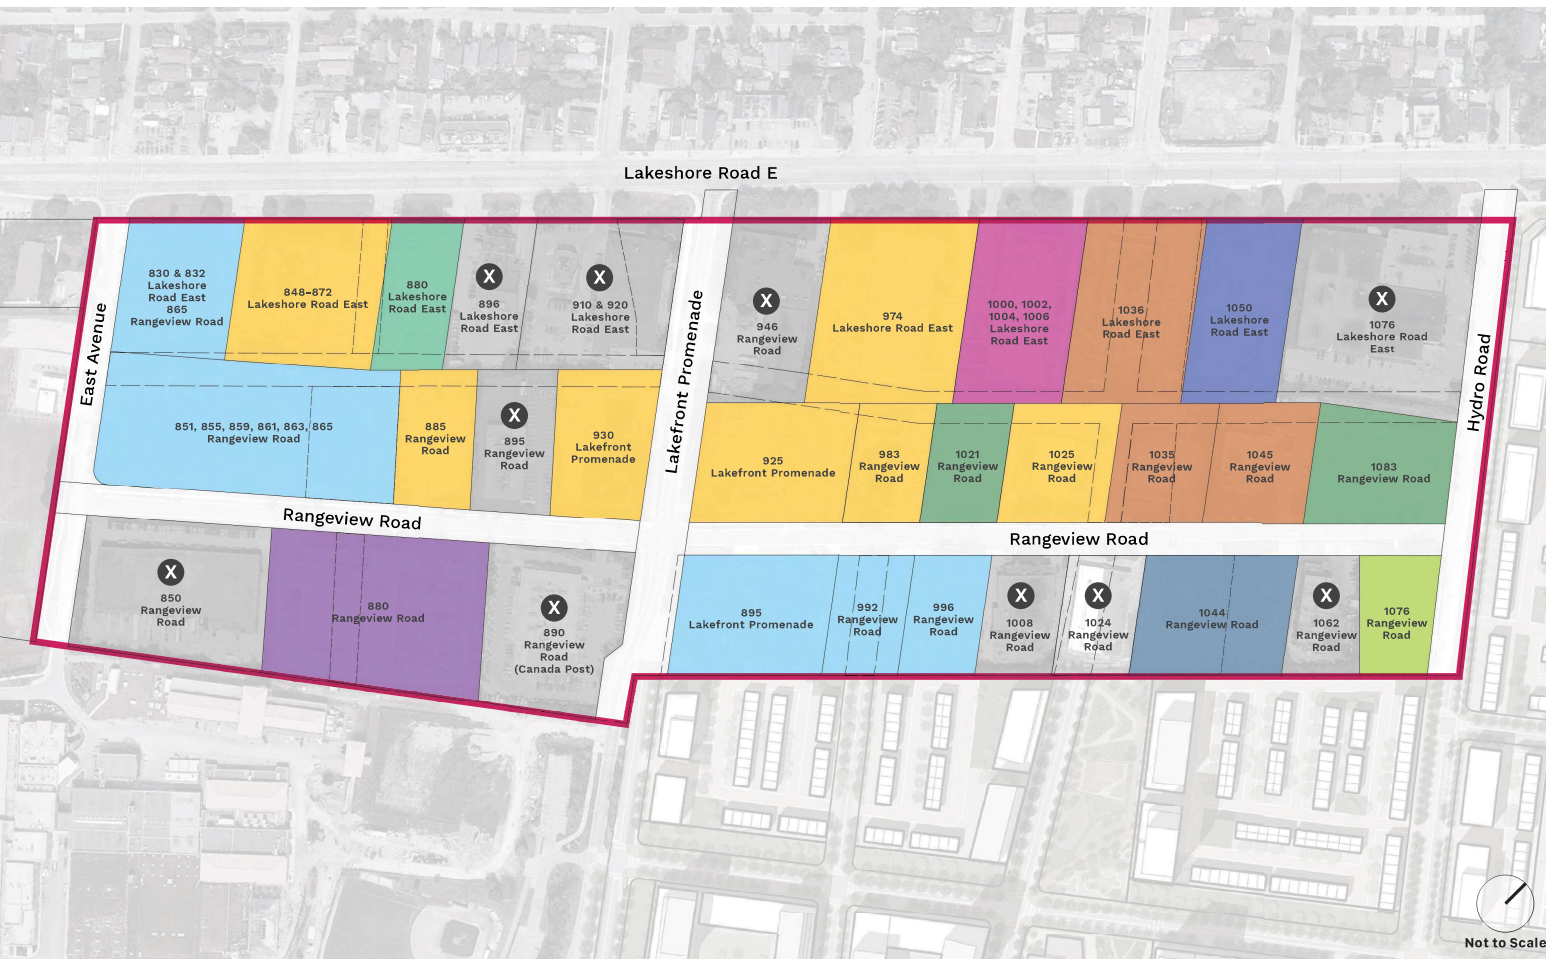 Lakeshore Road E
830 & 832
Lakeshore
Road East
865
Rangeview Road
848–872
Lakeshore Road East
880
Lakeshore
Road East
X
896
Lakeshore
Road East
X
910 & 920
Lakeshore
Road East
X
946
Rangeview
Road
974
Lakeshore Road East
1000, 1002,
1004, 1006
Lakeshore
Road East
1036
Lakeshore
Road East
1050
Lakeshore
Road East
X
1076
Lakeshore Road
East
East Avenue
Lakefront Promenade
Hydro Road
851, 855, 859, 861, 863, 865
Rangeview Road
885
Rangeview
Road
X
895
Rangeview
Road
930
Lakefront
Promenade
925
Lakefront Promenade
983
Rangeview
Road
1021
Rangeview
Road
1025
Rangeview
Road
1035
Rangeview
Road
1045
Rangeview
Road
1083
Rangeview Road
Rangeview Road
Rangeview Road
X
850
Rangeview
Road
880
Rangeview Road
X
890
Rangeview
Road
(Canada Post)
895
Lakefront Promenade
992
Rangeview
Road
996
Rangeview
Road
X
1008
Rangeview
Road
X
1024
Rangeview
Road
1044
Rangeview Road
X
1062
Rangeview
Road
1076
Rangeview
Road
Not to Scale